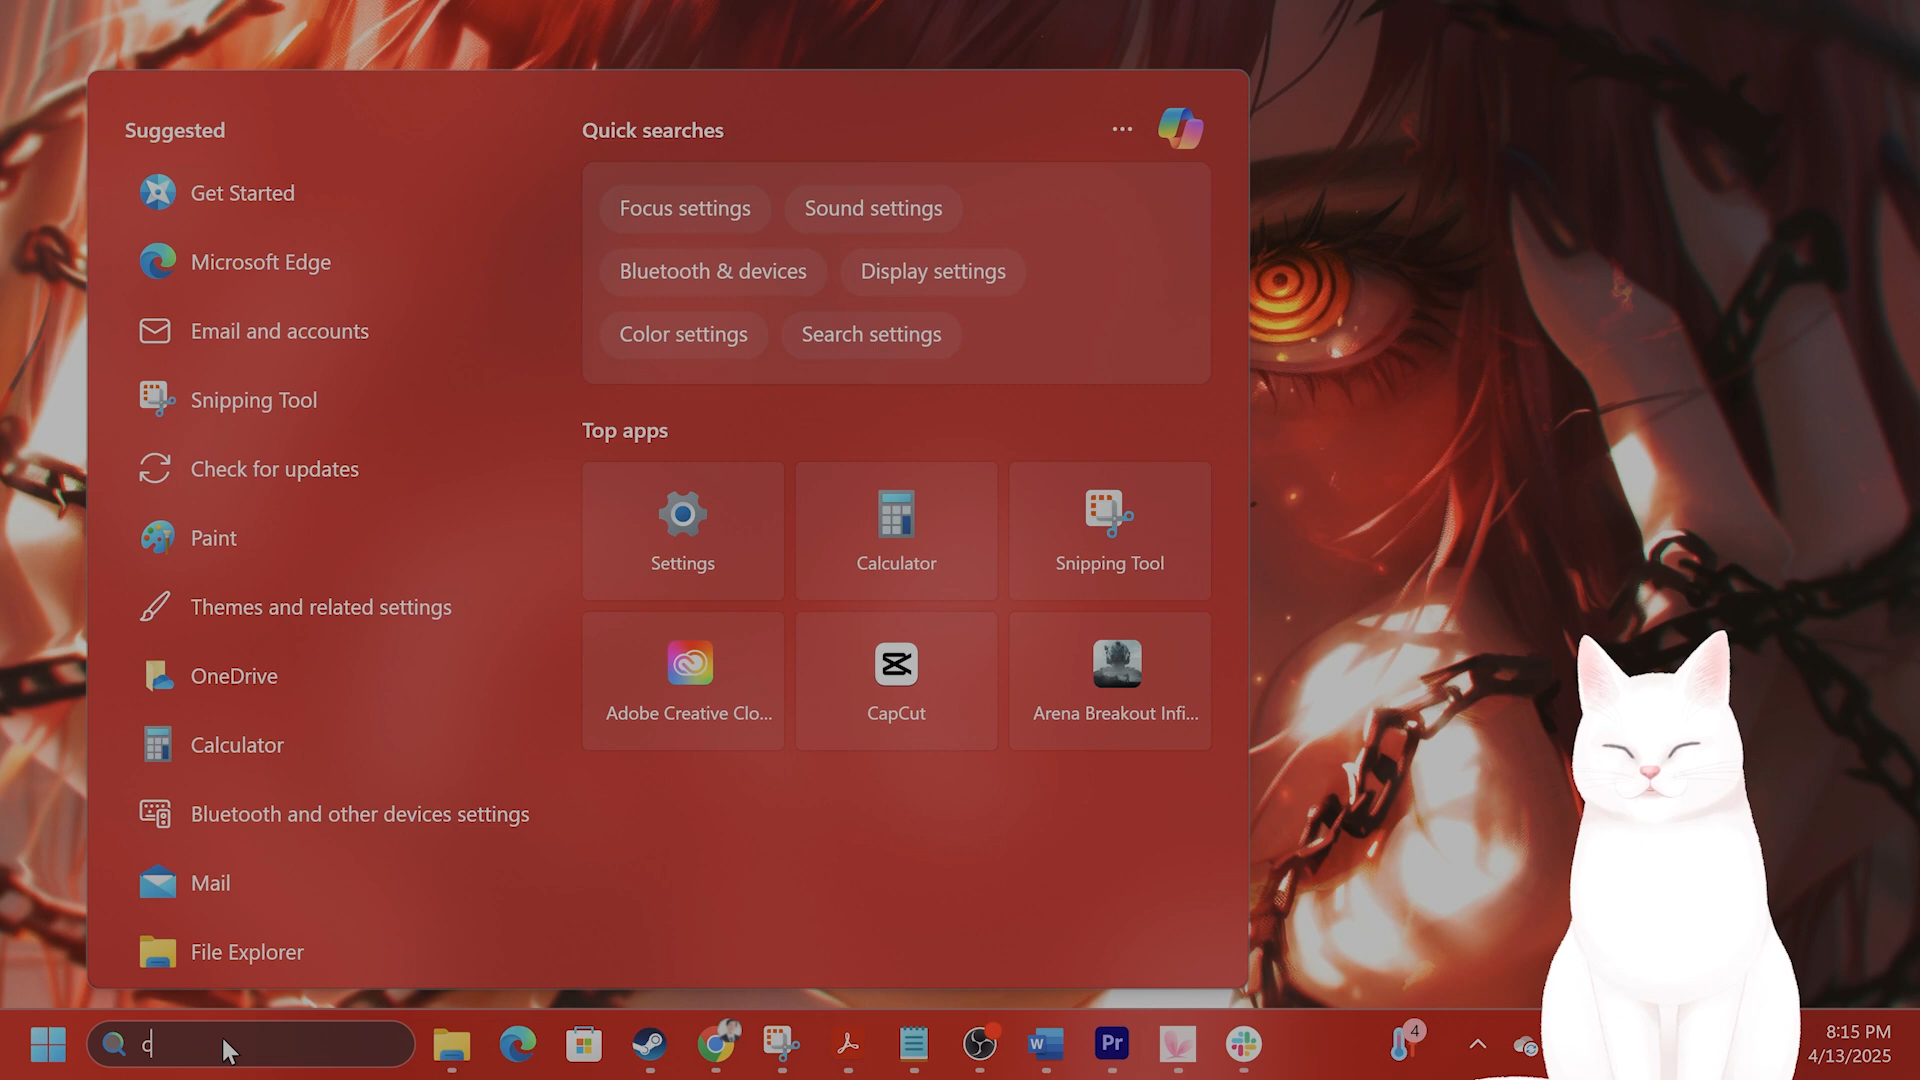 Suggested
Get Started
Microsoft Edge
Email and accounts
Snipping Tool
Check for updates
Paint
Themes and related settings
OneDrive
Calculator
Bluetooth and other devices settings
Mail
File Explorer
Quick searches
Focus settings
Sound settings
Bluetooth & devices
Display settings
Color settings
Search settings
Top apps
Settings
Calculator
Snipping Tool
Adobe Creative Clo...
CapCut
Arena Breakout Infi...
c
W
Pr
4
8:15 PM
4/13/2025